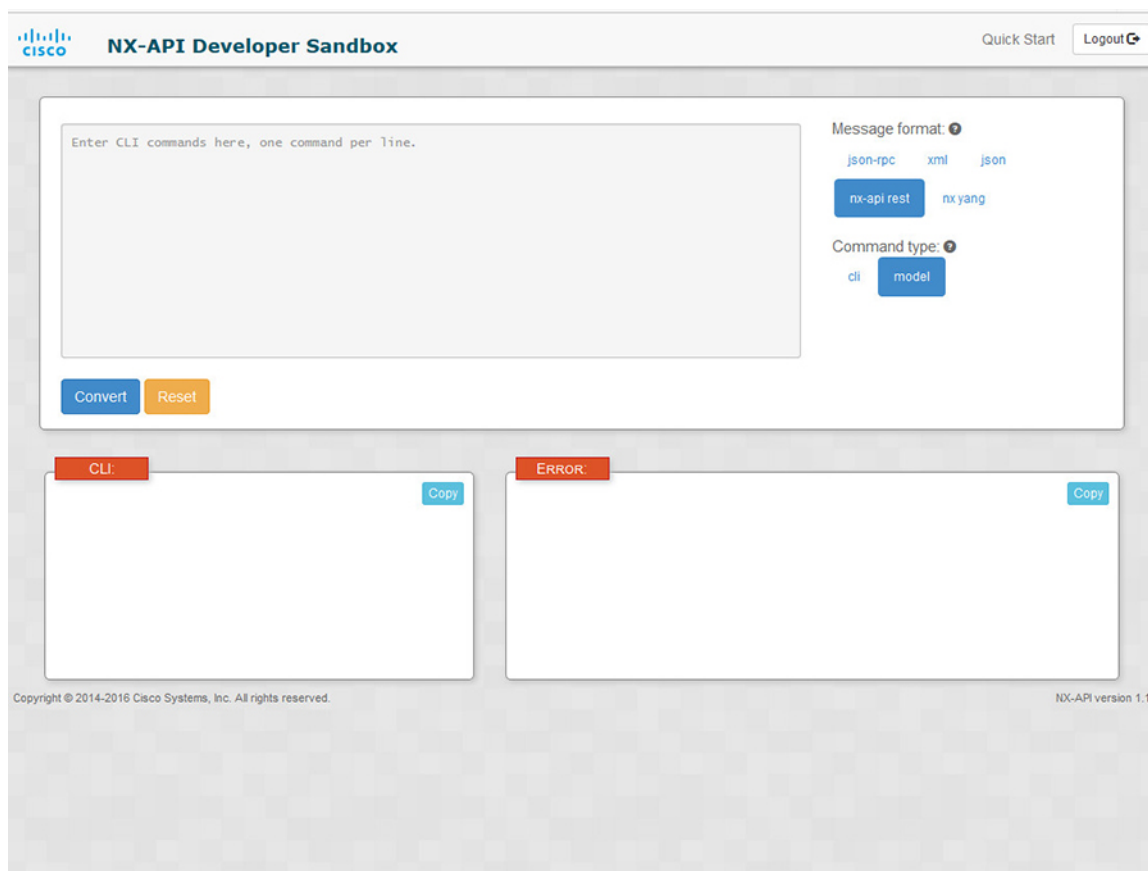 CISCO
NX-API Developer Sandbox
Quick Start
Logout
Enter CLI commands here, one command per line.
Message format:
json-rpc xml json
nx-api rest nx yang
Command type:
cli model
Convert Reset
CLI:
Copy
ERROR:
Copy
Copyright © 2014-2016 Cisco Systems, Inc. All rights reserved.
NX-API version 1.1